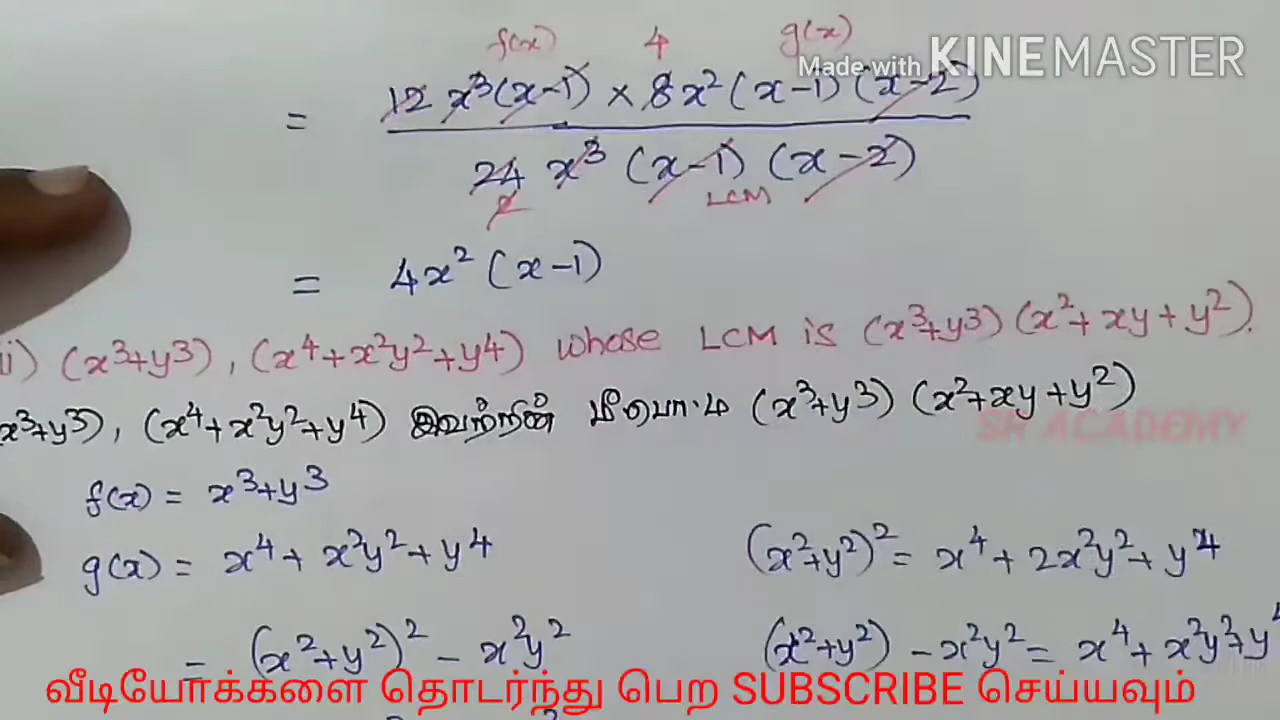 f(x) 4 g(x)
Made with KINEMASTER
= 12 x³ (x-1) × 8x² (x-1) (x-2)
24 x³ (x-1) (x-2)
2 LCM
= 4x² (x-1)
ii) (x³+y³), (x⁴+x²y²+y⁴) whose LCM is (x³+y³) (x²+xy+y²).
x³+y³), (x⁴+x²y²+y⁴) இவற்றின் மீபொ.ம (x³+y³) (x²+xy+y²)
SR ACADEMY
f(x) = x³+y³
g(x) = x⁴ + x²y² + y⁴ (x²+y²)² = x⁴ + 2x²y² + y⁴
= (x²+y²)² - x²y² (x²+y²) - x²y² = x⁴ + x²y² + y⁴
வீடியோக்களை தொடர்ந்து பெற SUBSCRIBE செய்யவும்